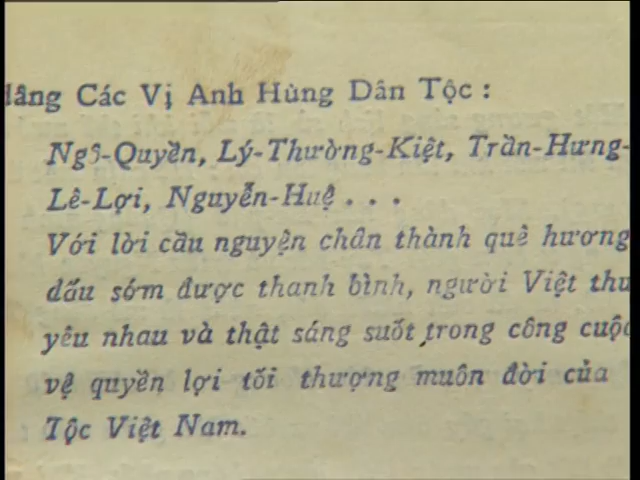 dâng Các Vị Anh Hùng Dân Tộc :
Ngô-Quyền, Lý-Thường-Kiệt, Trần-Hưng-
Lê-Lợi, Nguyễn-Huệ . . .
Với lời cầu nguyện chân thành quê hương
dấu sớm được thanh bình, người Việt thư
yêu nhau và thật sáng suốt trong công cuộc
vệ quyền lợi tối thượng muôn đời của
Tộc Việt Nam.